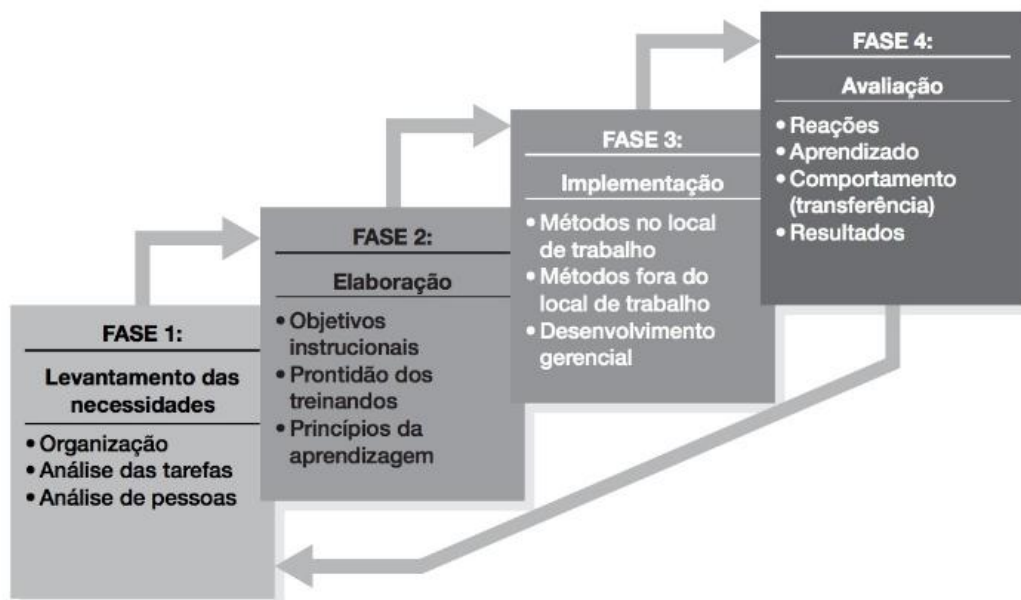 FASE 1:
Levantamento das
necessidades
• Organização
• Análise das tarefas
• Análise de pessoas
FASE 2:
Elaboração
• Objetivos
instrucionais
• Prontidão dos
treinandos
• Princípios da
aprendizagem
FASE 3:
Implementação
• Métodos no local
de trabalho
• Métodos fora do
local de trabalho
• Desenvolvimento
gerencial
FASE 4:
Avaliação
• Reações
• Aprendizado
• Comportamento
(transferência)
• Resultados